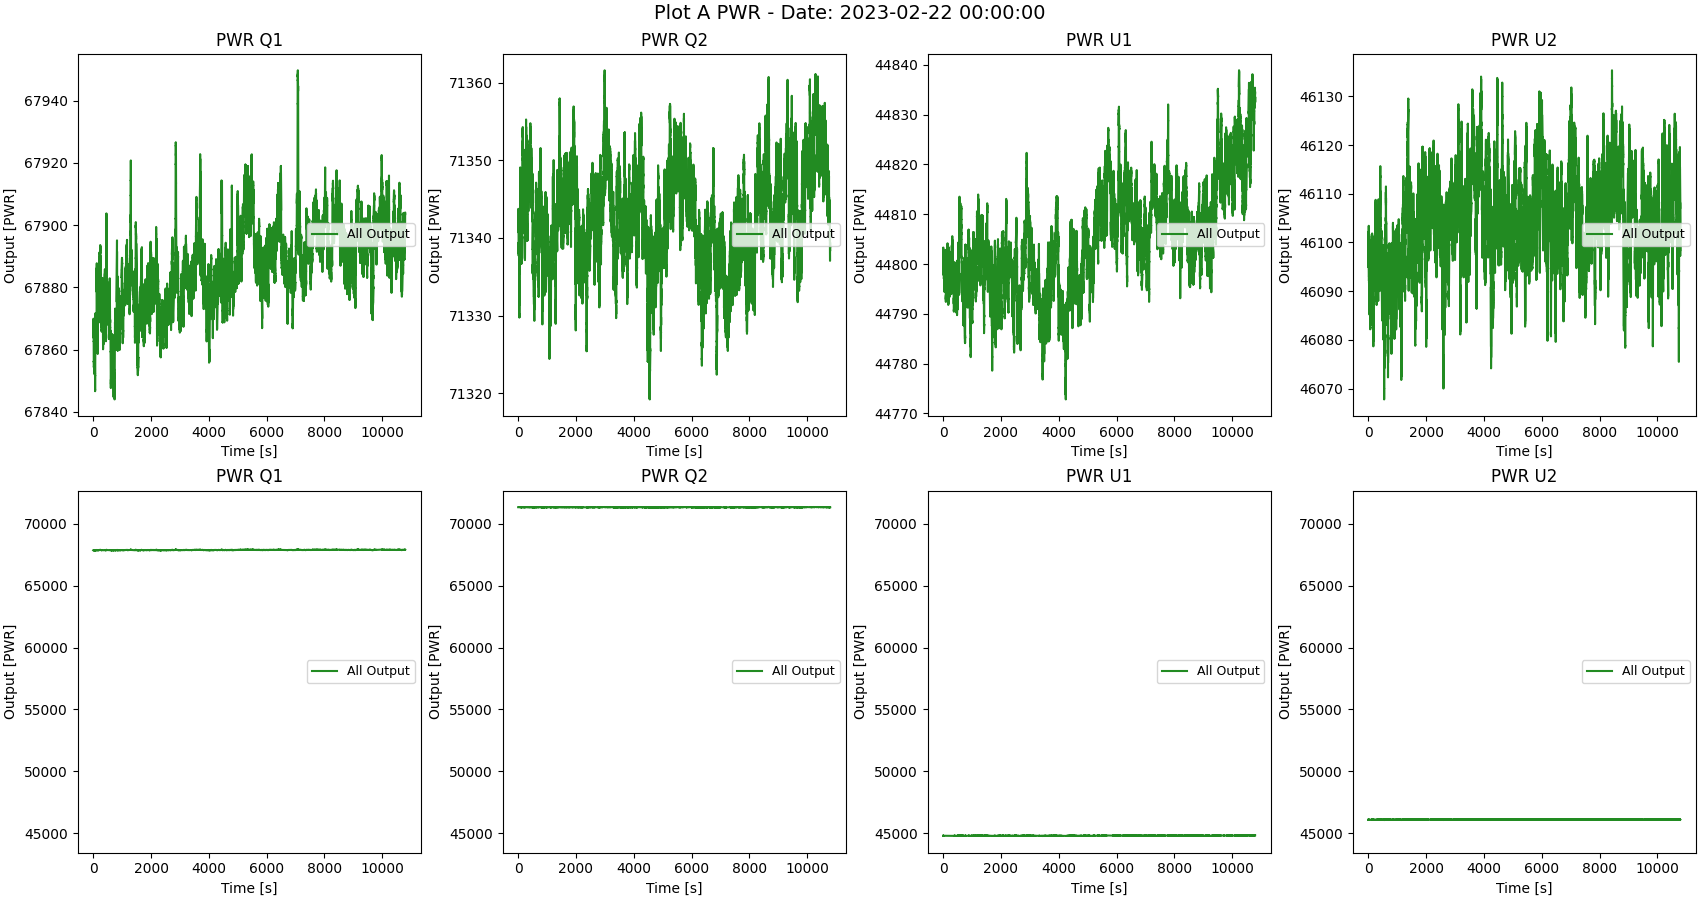 Plot A PWR - Date: 2023-02-22 00:00:00
PWR Q1
Output [PWR]
67940
67920
67900
67880
67860
67840
All Output
0 2000 4000 6000 8000 10000
Time [s]
PWR Q2
Output [PWR]
71360
71350
71340
71330
71320
All Output
0 2000 4000 6000 8000 10000
Time [s]
PWR U1
Output [PWR]
44840
44830
44820
44810
44800
44790
44780
44770
All Output
0 2000 4000 6000 8000 10000
Time [s]
PWR U2
Output [PWR]
46130
46120
46110
46100
46090
46080
46070
All Output
0 2000 4000 6000 8000 10000
Time [s]
PWR Q1
Output [PWR]
70000
65000
60000
55000
50000
45000
All Output
0 2000 4000 6000 8000 10000
Time [s]
PWR Q2
Output [PWR]
70000
65000
60000
55000
50000
45000
All Output
0 2000 4000 6000 8000 10000
Time [s]
PWR U1
Output [PWR]
70000
65000
60000
55000
50000
45000
All Output
0 2000 4000 6000 8000 10000
Time [s]
PWR U2
Output [PWR]
70000
65000
60000
55000
50000
45000
All Output
0 2000 4000 6000 8000 10000
Time [s]